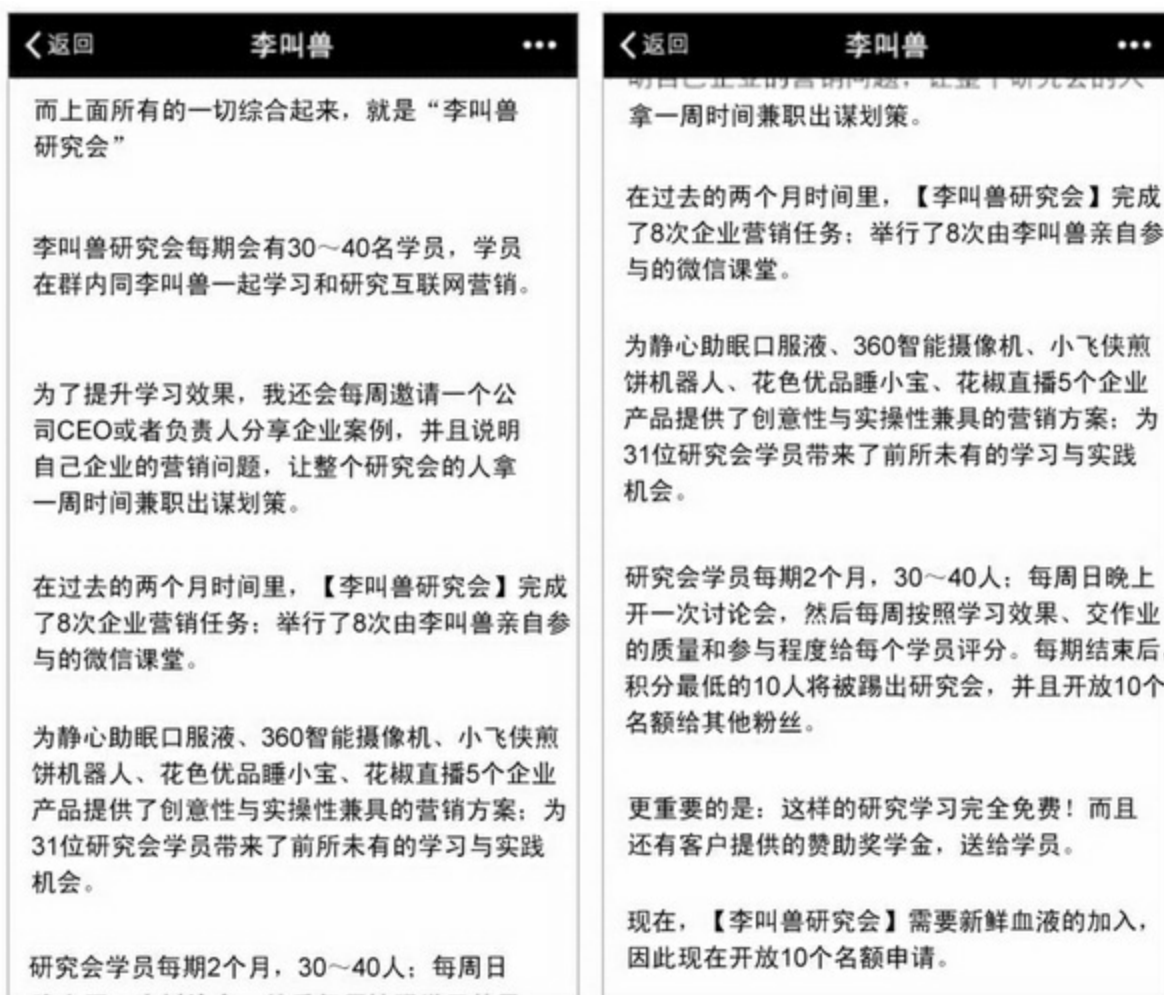 返回
李叫兽
而上面所有的一切综合起来，就是“李叫兽
研究会”
李叫兽研究会每期会有30～40名学员，学员
在群内同李叫兽一起学习和研究互联网营销。
为了提升学习效果，我还会每周邀请一个公
司CEO或者负责人分享企业案例，并且说明
自己企业的营销问题，让整个研究会的人拿
一周时间兼职出谋划策。
在过去的两个月时间里，【李叫兽研究会】完成
了8次企业营销任务；举行了8次由李叫兽亲自参
与的微信课堂。
为静心助眠口服液、360智能摄像机、小飞侠煎
饼机器人、花色优品睡小宝、花椒直播5个企业
产品提供了创意性与实操性兼具的营销方案；为
31位研究会学员带来了前所未有的学习与实践
机会。
研究会学员每期2个月，30～40人；每周日
返回
李叫兽
拿一周时间兼职出谋划策。
在过去的两个月时间里，【李叫兽研究会】完成
了8次企业营销任务；举行了8次由李叫兽亲自参
与的微信课堂。
为静心助眠口服液、360智能摄像机、小飞侠煎
饼机器人、花色优品睡小宝、花椒直播5个企业
产品提供了创意性与实操性兼具的营销方案；为
31位研究会学员带来了前所未有的学习与实践
机会。
研究会学员每期2个月，30～40人；每周日晚上
开一次讨论会，然后每周按照学习效果、交作业
的质量和参与程度给每个学员评分。每期结束后，
积分最低的10人将被踢出研究会，并且开放10个
名额给其他粉丝。
更重要的是：这样的研究学习完全免费！而且
还有客户提供的赞助奖学金，送给学员。
现在，【李叫兽研究会】需要新鲜血液的加入，
因此现在开放10个名额申请。